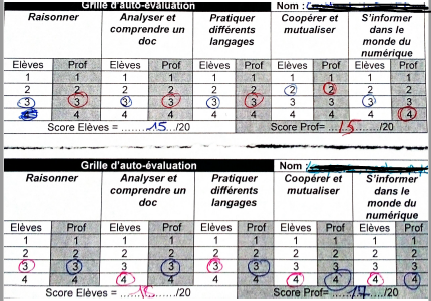 Grille d'auto-évaluation Nom :
Raisonner Analyser et comprendre un doc Pratiquer différents langages Coopérer et mutualiser S'informer dans le monde du numérique
Elèves Prof Elèves Prof Elèves Prof Elèves Prof Elèves Prof
1 1 1 1 1 1 1 1 1 1
2 2 2 2 2 2 2 2 2 2
3 3 3 3 3 3 3 3 3 3
4 4 4 4 4 4 4 4 4
Score Elèves = ........15....../20 Score Prof= ...15......./20
Grille d'auto-évaluation Nom :
Raisonner Analyser et comprendre un doc Pratiquer différents langages Coopérer et mutualiser S'informer dans le monde du numérique
Elèves Prof Elèves Prof Elèves Prof Elèves Prof Elèves Prof
1 1 1 1 1 1 1 1 1 1
2 2 2 2 2 2 2 2 2 2
3 3 3 3 3 3 3 3 3 3
4 4 4 4 4 4 4 4 4 4
Score Elèves = ............../20 Score Prof= ....17......./20